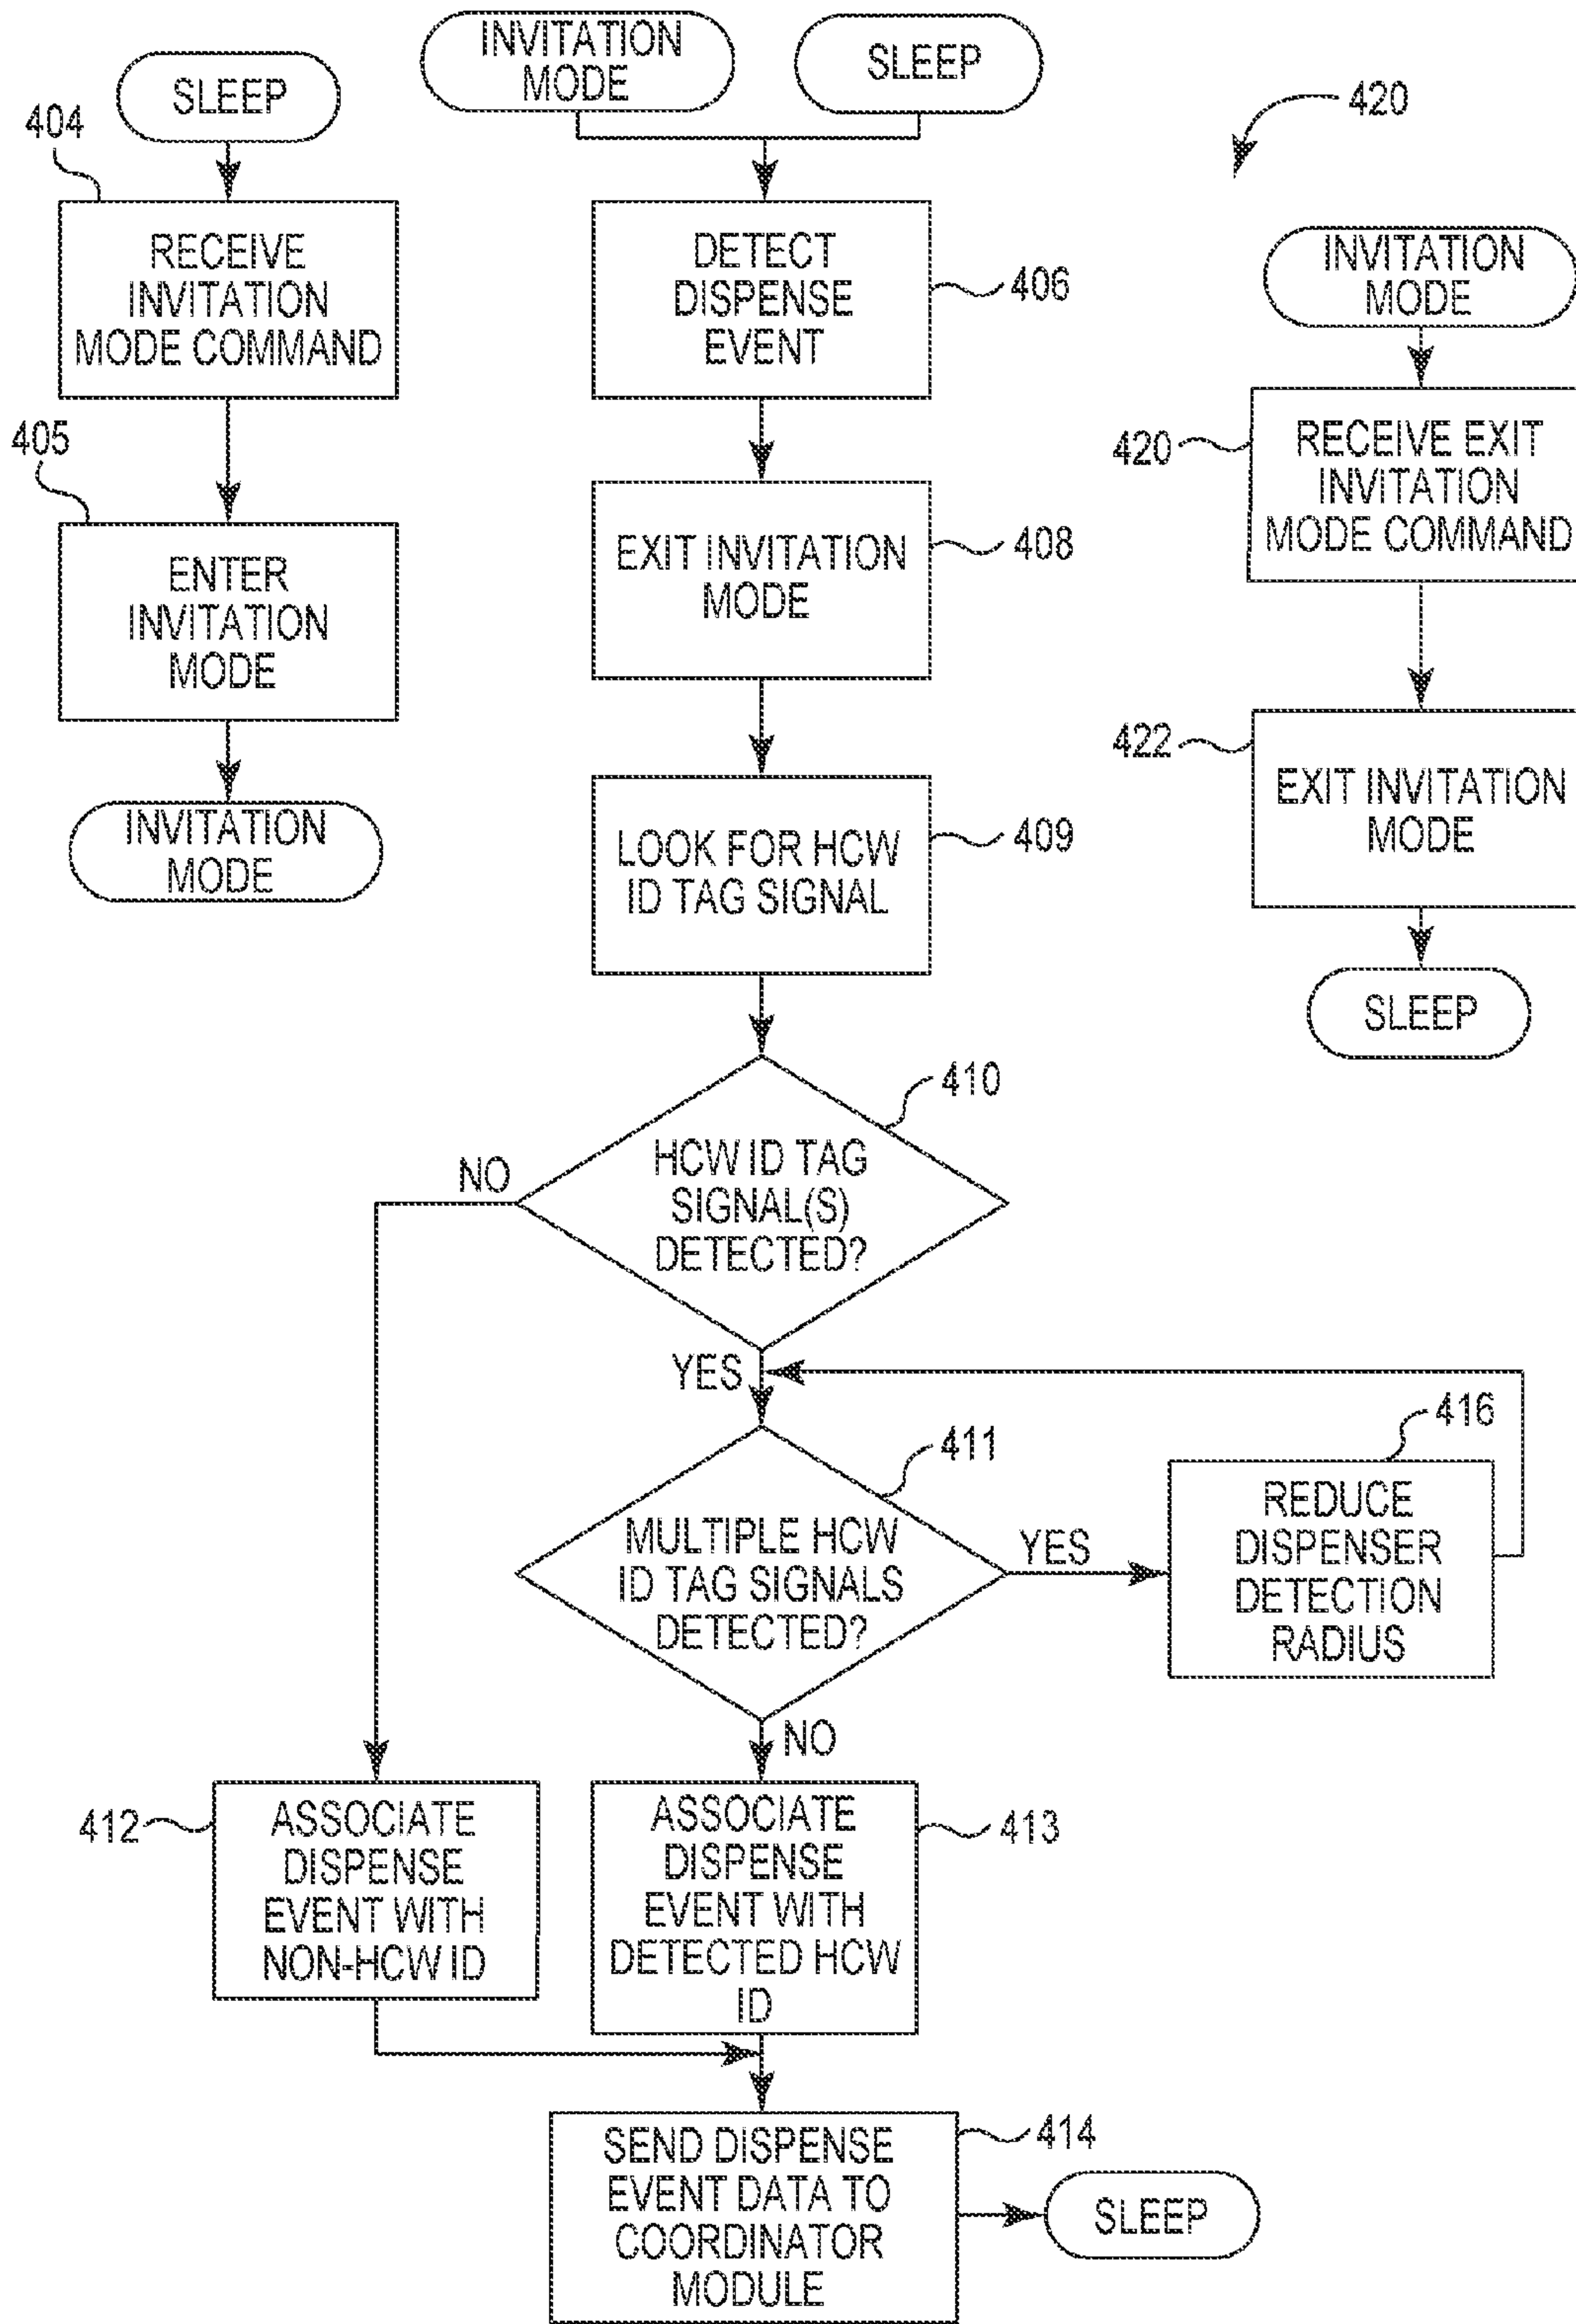 SLEEP
404
RECEIVE
INVITATION
MODE COMMAND
405
ENTER
INVITATION
MODE
INVITATION
MODE
INVITATION
MODE
SLEEP
DETECT
DISPENSE
EVENT
406
EXIT INVITATION
MODE
408
LOOK FOR HCW
ID TAG SIGNAL
409
420
INVITATION
MODE
420
RECEIVE EXIT
INVITATION
MODE COMMAND
422
EXIT INVITATION
MODE
SLEEP
410
HCW ID TAG
SIGNAL(S)
DETECTED?
NO
YES
411
MULTIPLE HCW
ID TAG SIGNALS
DETECTED?
YES
416
REDUCE
DISPENSER
DETECTION
RADIUS
NO
412
ASSOCIATE
DISPENSE
EVENT WITH
NON-HCW ID
ASSOCIATE
DISPENSE
EVENT WITH
DETECTED HCW
ID
413
SEND DISPENSE
EVENT DATA TO
COORDINATOR
MODULE
414
SLEEP